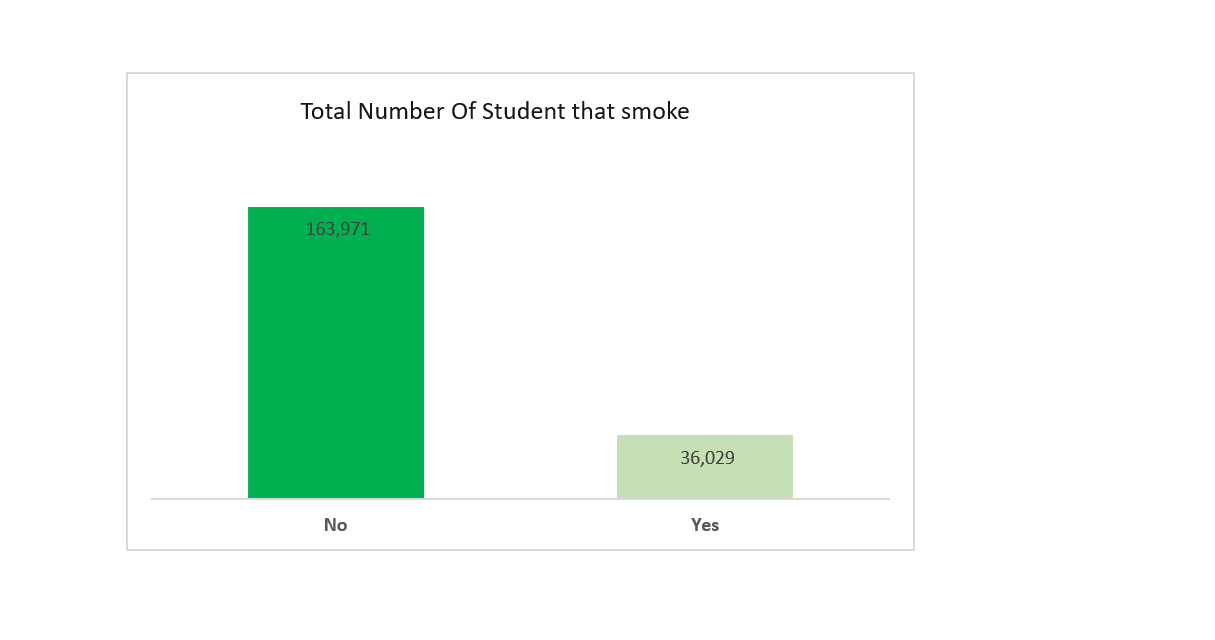 Total Number Of Student that smoke
163,971
36,029
No
Yes